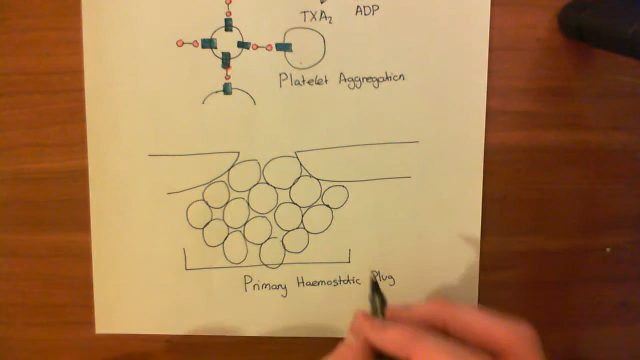 TXA₂ ADP
Platelet Aggregation
Primary Haemostatic Plug